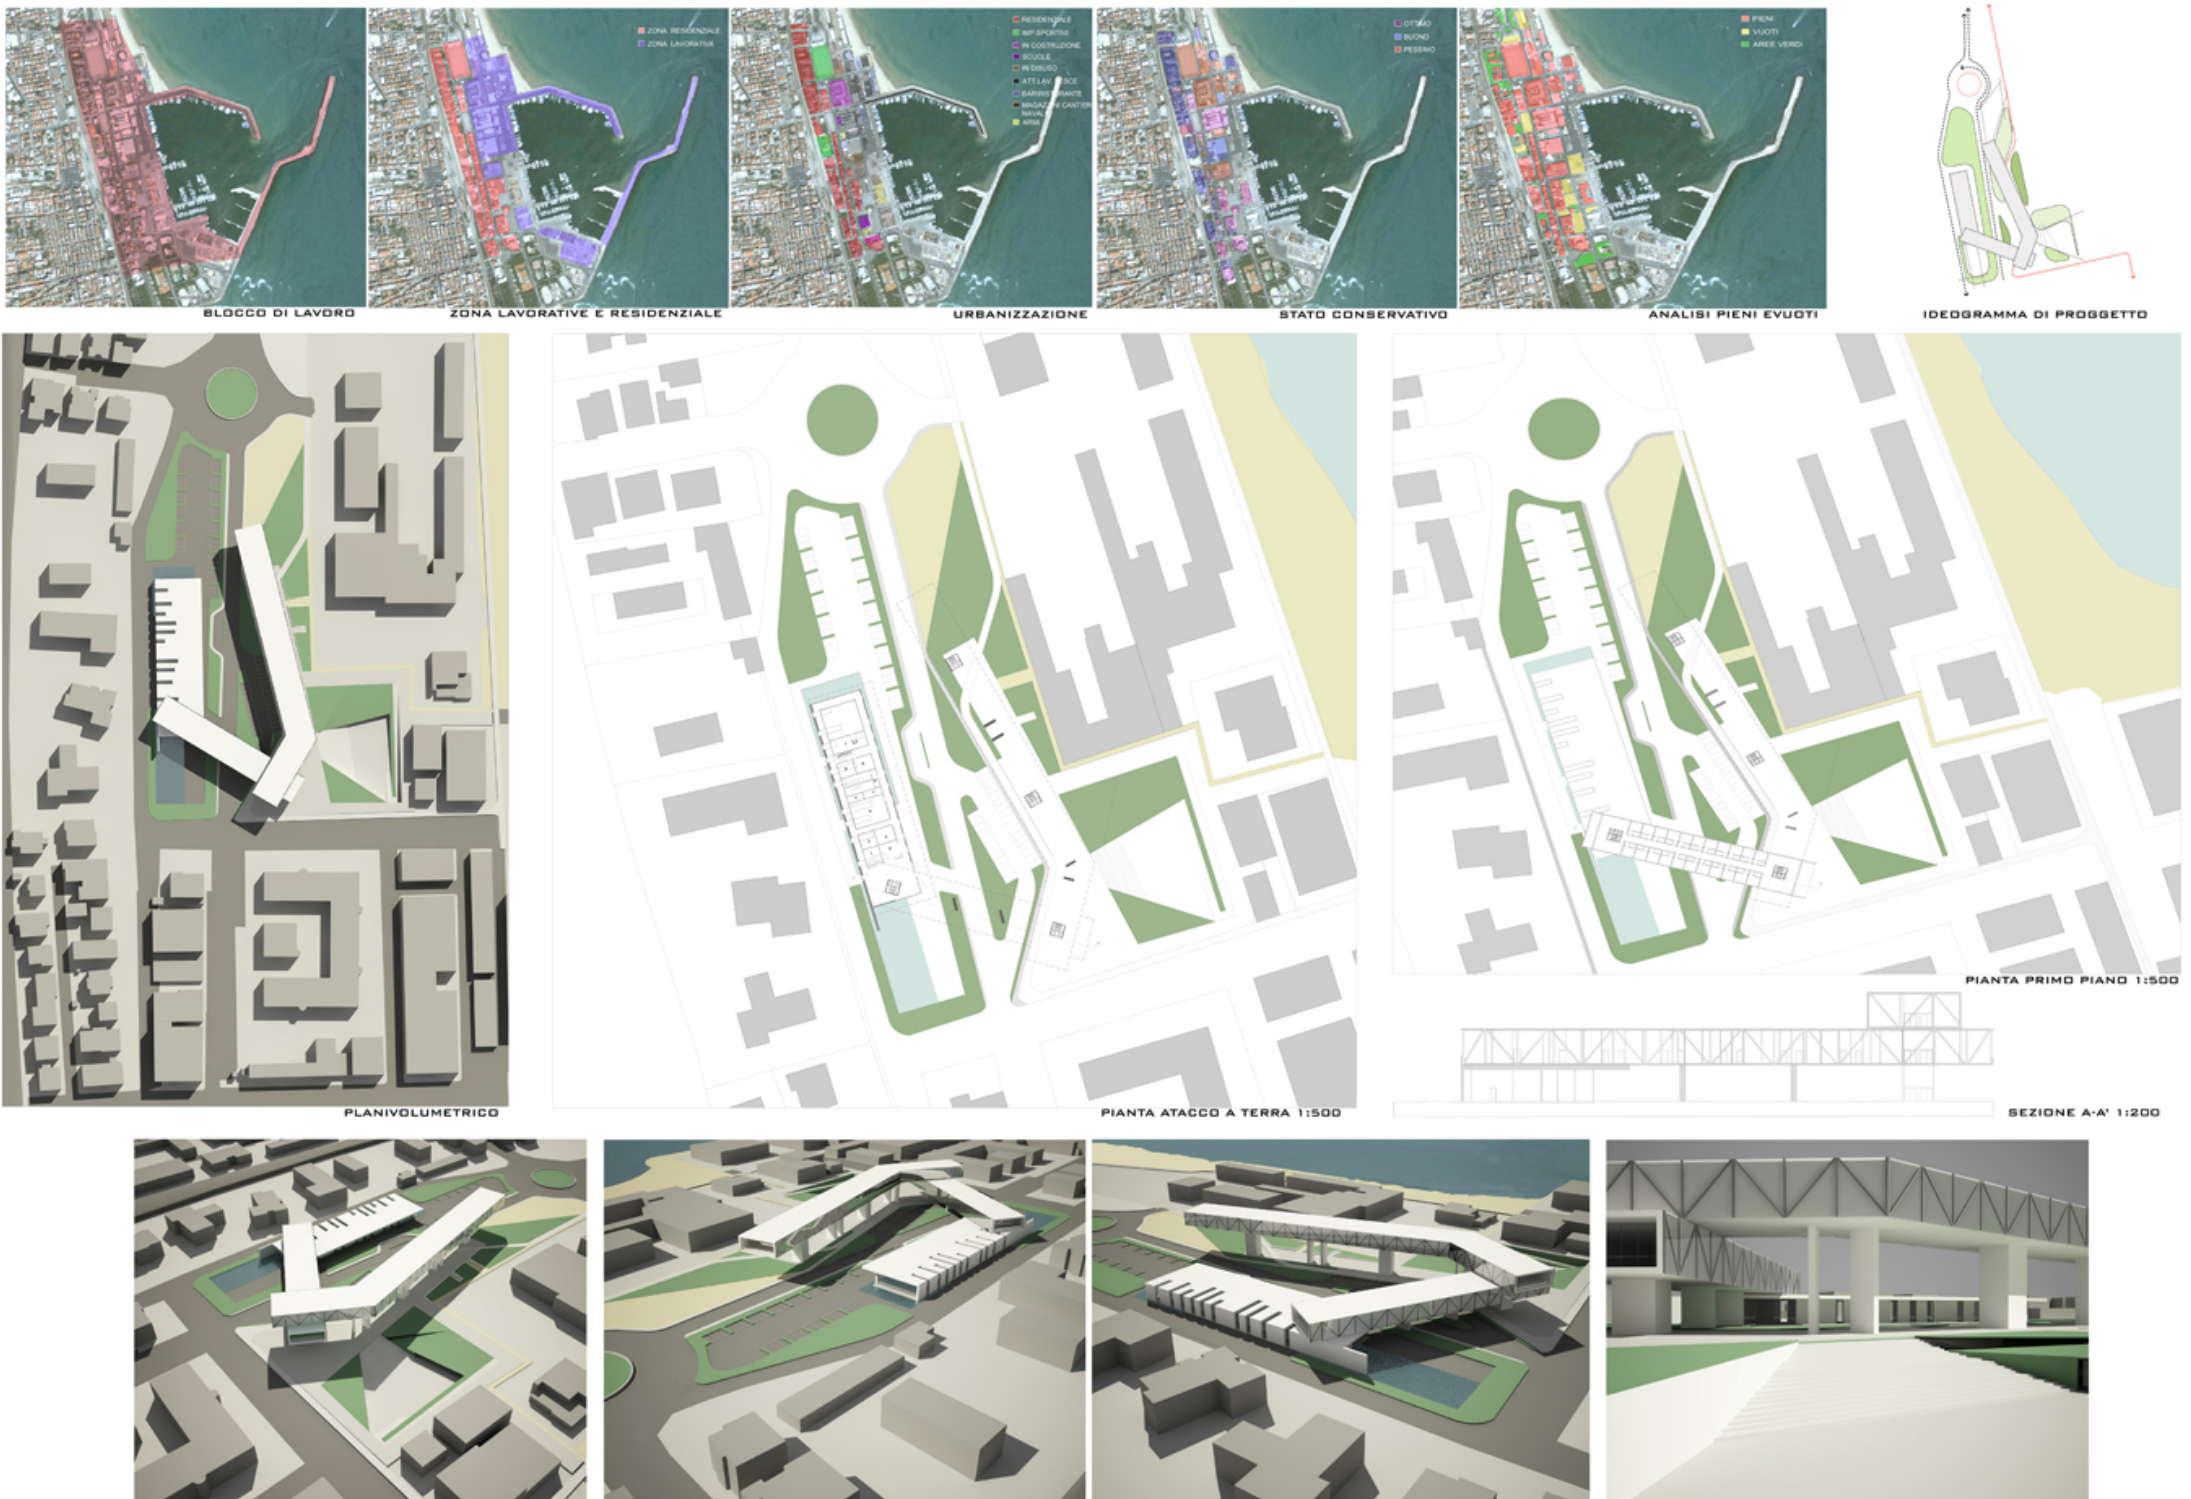 ZONA RESIDENZIALE
ZONA LAVORATIVA
RESIDENZIALE
IMP.SPORTIVI
IN COSTRUZIONE
SCUOLE
IN DISUSO
NAVALI
OTTIMO
BUONO
PESSIMO
PIENI
VUOTI
AREE VERDI
BLOCCO DI LAVORO
ZONA LAVORATIVE E RESIDENZIALE
URBANIZZAZIONE
STATO CONSERVATIVO
ANALISI PIENI EVUOTI
IDEOGRAMMA DI PROGGETTO
PIANTA PRIMO PIANO 1:500
PLANIVOLUMETRICO
PIANTA ATACCO A TERRA 1:500
SEZIONE A-A' 1:200